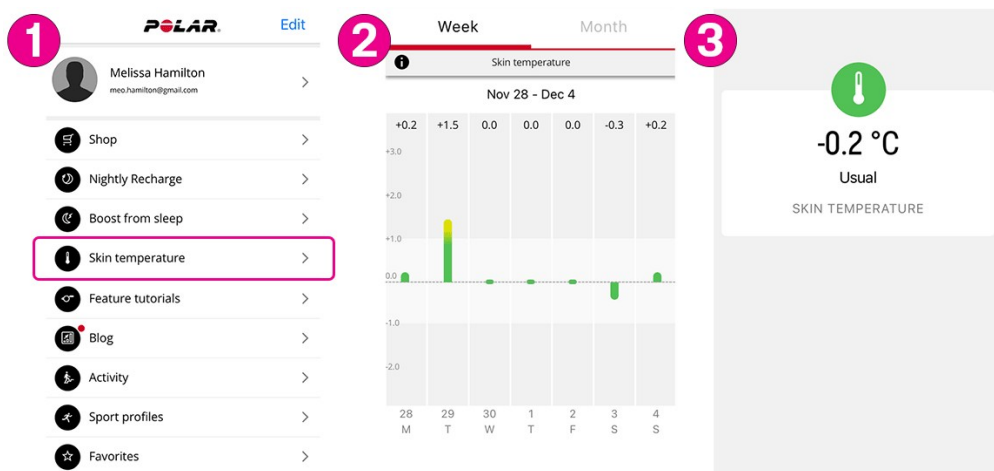 1
POLAR.
Edit
Melissa Hamilton
meo.hamilton@gmail.com
Shop
Nightly Recharge
Boost from sleep
Skin temperature
Feature tutorials
Blog
Activity
Sport profiles
Favorites
2
Week Month
Skin temperature
Nov 28 - Dec 4
+0.2 +1.5 0.0 0.0 0.0 -0.3 +0.2
+3.0
+2.0
+1.0
0.0
-1.0
-2.0
28 29 30 1 2 3 4
M T W T F S S
3
-0.2 °C
Usual
SKIN TEMPERATURE